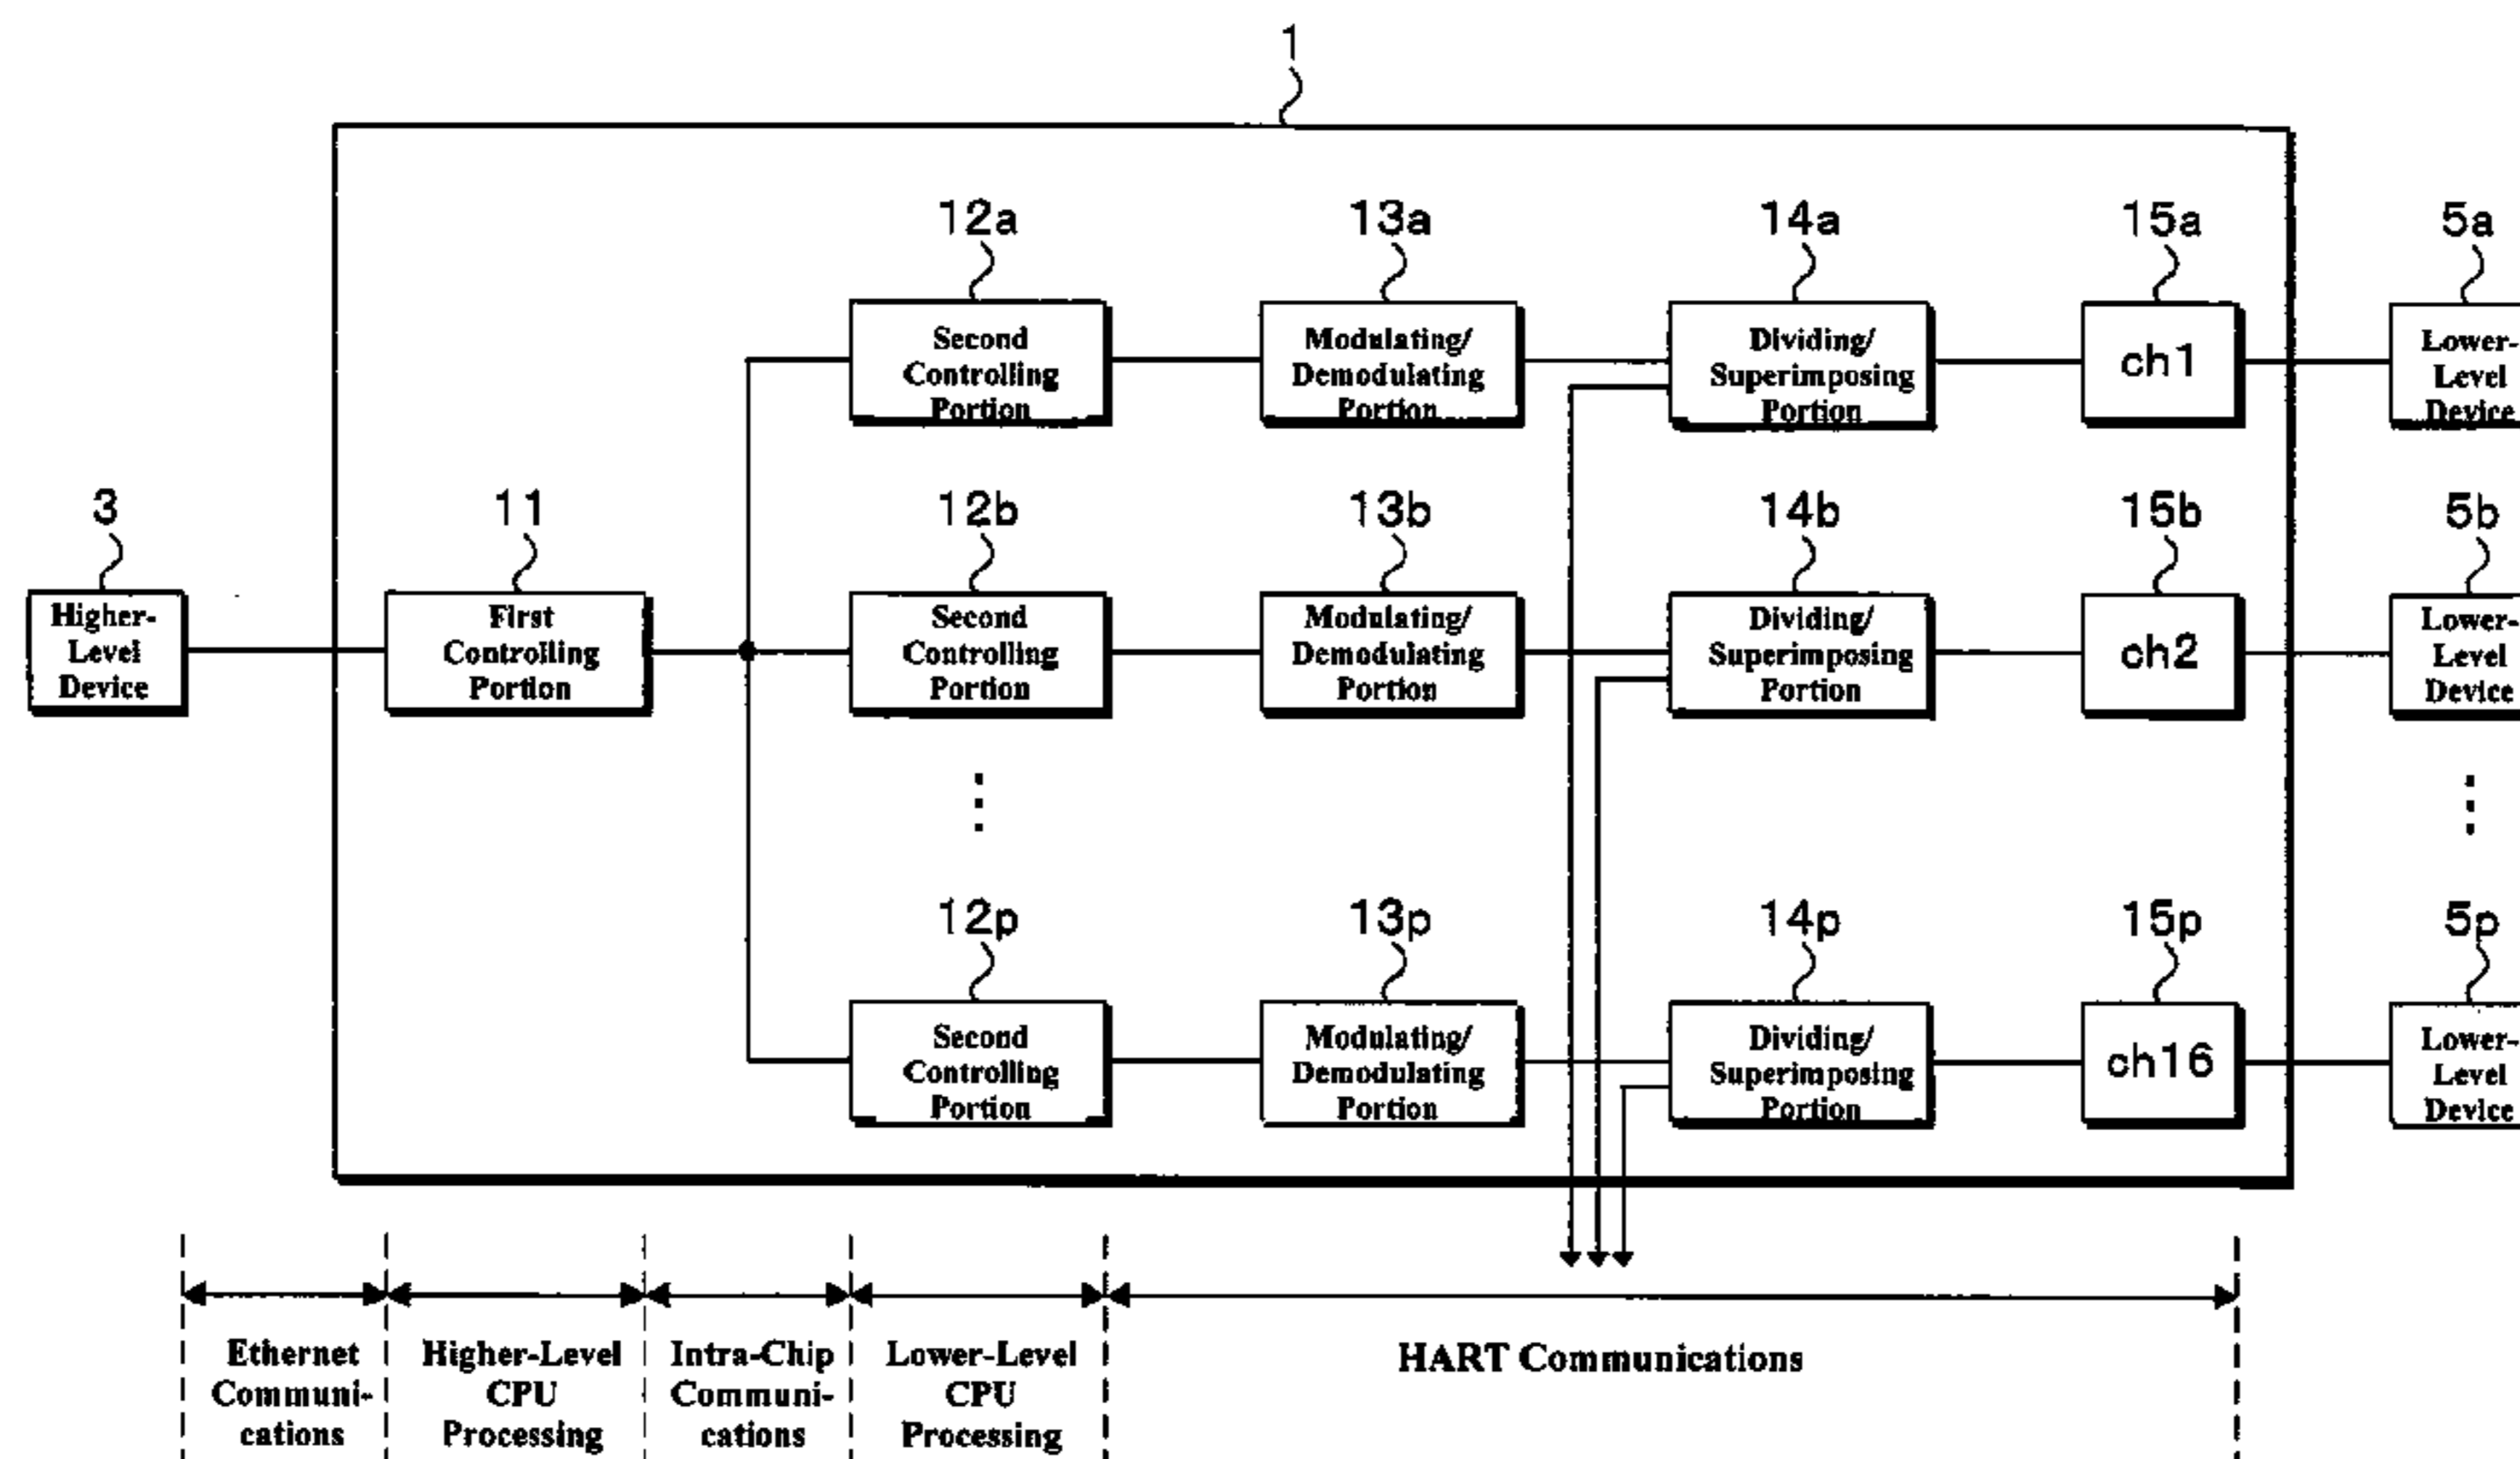 1
12a 13a 14a 15a 5a
Second Modulating/ Dividing/ Lower-
Controlling Demodulating Superimposing ch1 Level
Portion Portion Portion Device
3 11 12b 13b 14b 15b 5b
Higher- First Second Modulating/ Dividing/ Lower-
Level Controlling Controlling Demodulating Superimposing ch2 Level
Device Portion Portion Portion Portion Device
12p 13p 14p 15p 5p
Second Modulating/ Dividing/ Lower-
Controlling Demodulating Superimposing ch16 Level
Portion Portion Portion Device
Ethernet Higher-Level Intra-Chip Lower-Level HART Communications
Communi- CPU Communi- CPU
cations Processing cations Processing